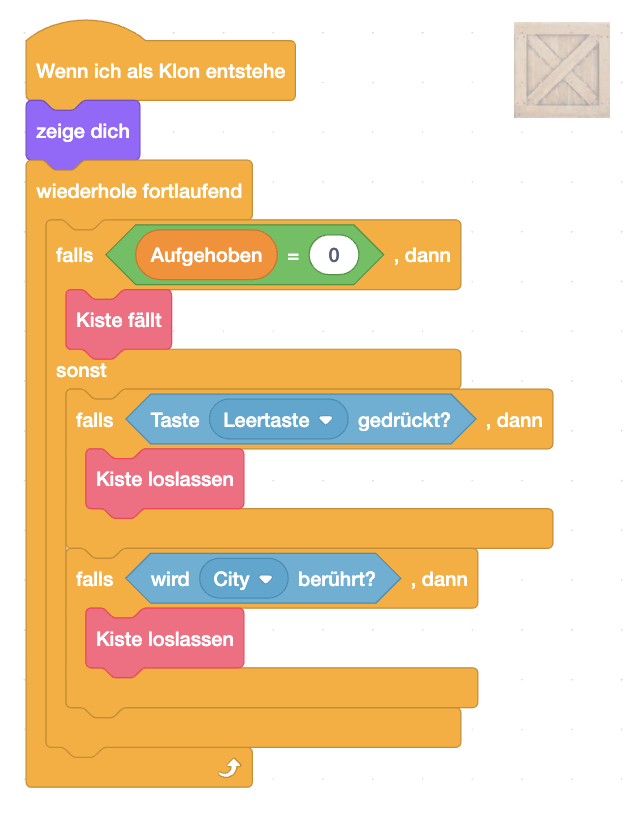 Wenn ich als Klon entstehe
zeige dich
wiederhole fortlaufend
falls Aufgehoben = 0 , dann
Kiste fällt
sonst
falls Taste Leertaste gedrückt? , dann
Kiste loslassen
falls wird City berührt? , dann
Kiste loslassen